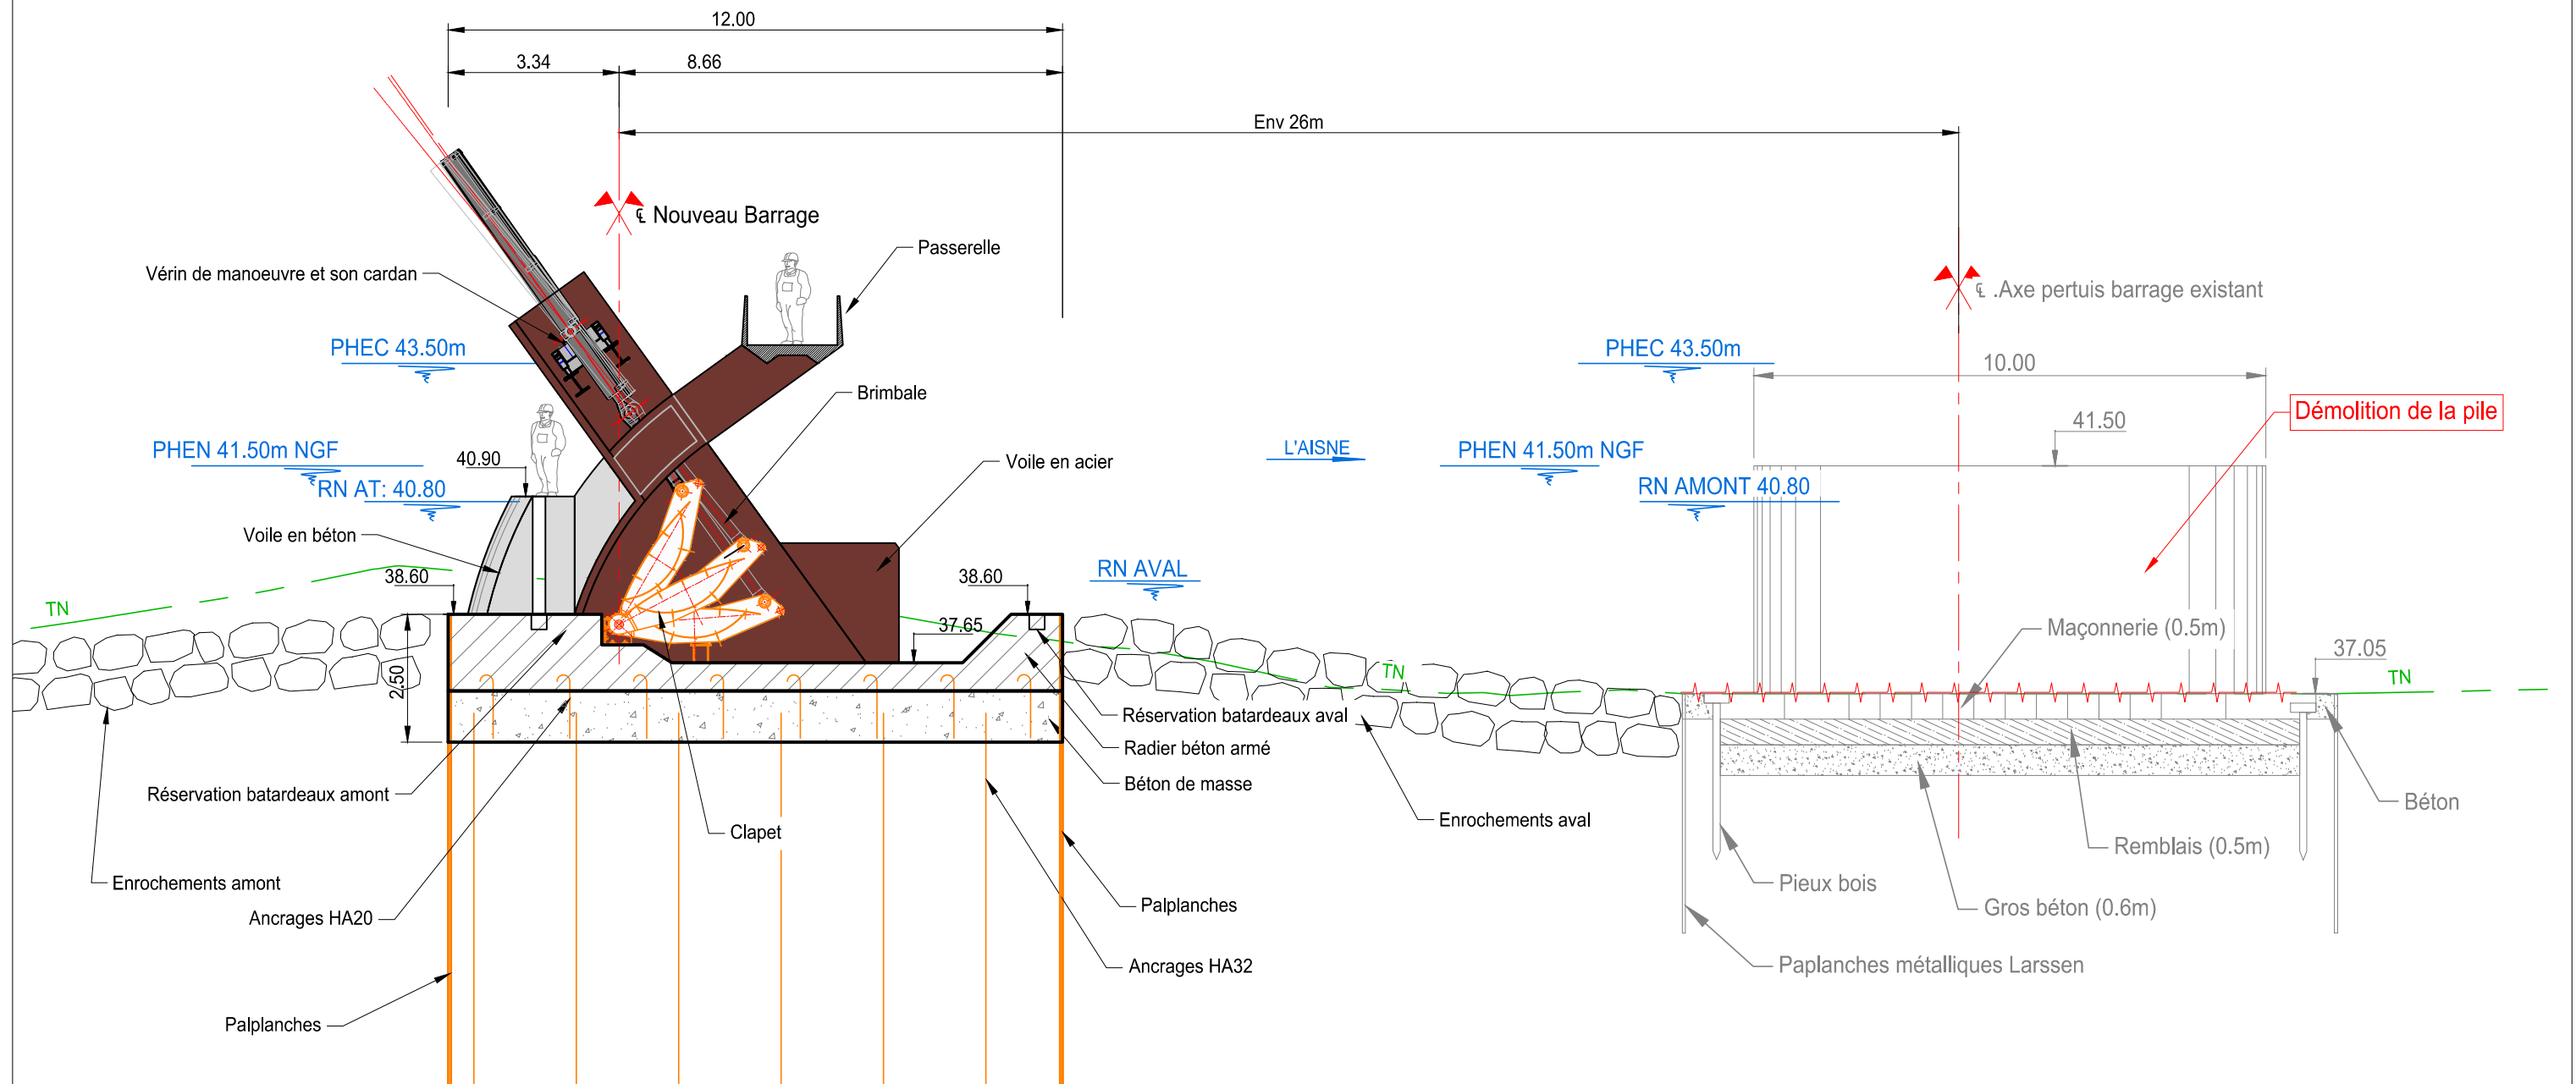 12.00
3.34
8.66
Env 26m
℄ Nouveau Barrage
Passerelle
Vérin de manoeuvre et son cardan
℄ .Axe pertuis barrage existant
PHEC 43.50m
PHEC 43.50m
10.00
Brimbale
Démolition de la pile
41.50
PHEN 41.50m NGF
40.90
Voile en acier
L'AISNE
PHEN 41.50m NGF
RN AT: 40.80
RN AMONT 40.80
Voile en béton
38.60
38.60
RN AVAL
TN
37.65
Maçonnerie (0.5m)
37.05
2.50
TN
TN
Réservation batardeaux aval
Radier béton armé
Béton de masse
Réservation batardeaux amont
Clapet
Enrochements aval
Béton
Remblais (0.5m)
Enrochements amont
Pieux bois
Ancrages HA20
Palplanches
Gros béton (0.6m)
Ancrages HA32
Paplanches métalliques Larssen
Palplanches